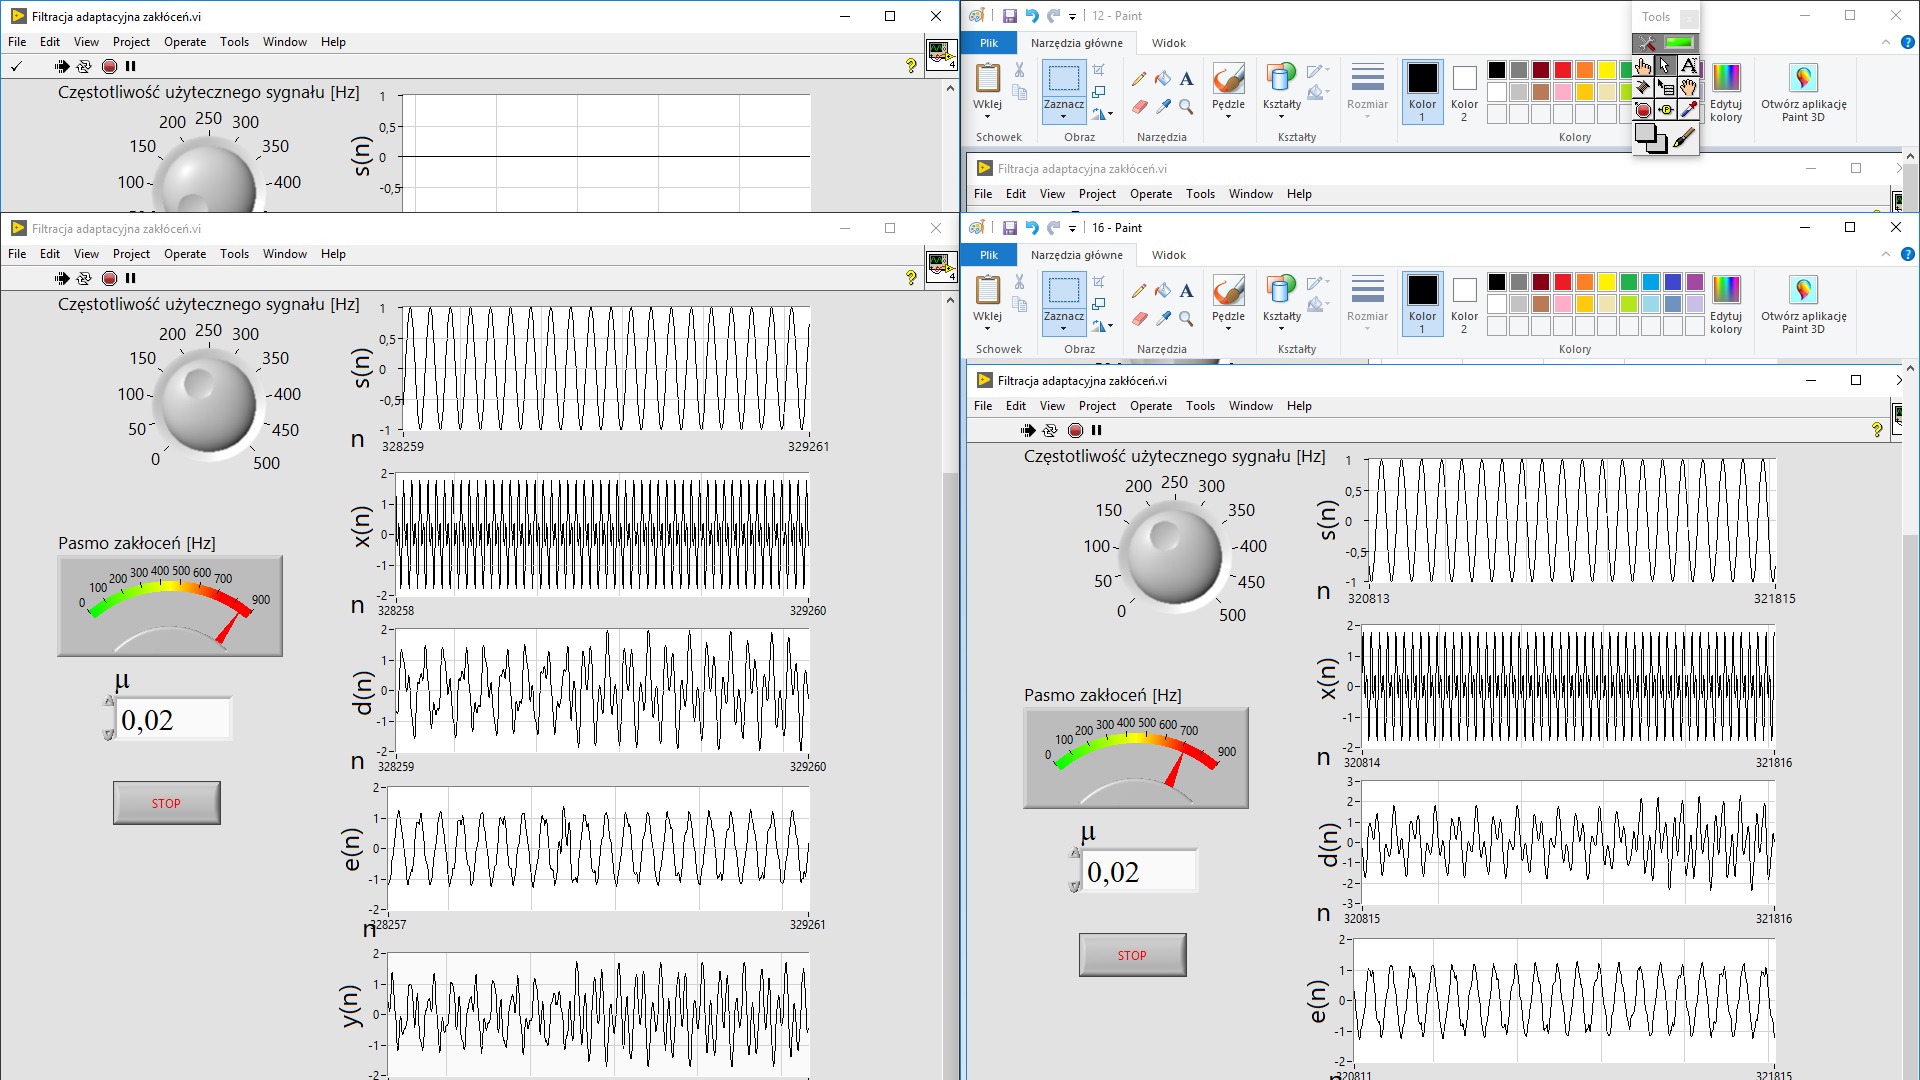 Filtracja adaptacyjna zakłóceń.vi
File Edit View Project Operate Tools Window Help
4
Częstotliwość użytecznego sygnału [Hz]
200 250 300
150 350
100 400
s(n)
1
0,5
0
-0,5
12 - Paint
Plik Narzędzia główne Widok
Wklej Zaznacz Pędzle Kształty Rozmiar Kolor 1 Kolor 2 Edytuj kolory Otwórz aplikację Paint 3D
Schowek Obraz Narzędzia Kształty Kolory
Tools
Filtracja adaptacyjna zakłóceń.vi
File Edit View Project Operate Tools Window Help
Filtracja adaptacyjna zakłóceń.vi
File Edit View Project Operate Tools Window Help
4
Częstotliwość użytecznego sygnału [Hz]
200 250 300
150 350
100 400
50 450
0 500
Pasmo zakłoceń [Hz]
0 100 200 300 400 500 600 700 900
μ
0,02
STOP
s(n)
1
0,5
0
-0,5
-1
n
328259 329261
x(n)
2
1
0
-1
-2
n
328258 329260
d(n)
2
1
0
-1
-2
n
328259 329260
e(n)
2
1
0
-1
-2
n
328257 329261
y(n)
2
1
0
-1
-2
16 - Paint
Plik Narzędzia główne Widok
Wklej Zaznacz Pędzle Kształty Rozmiar Kolor 1 Kolor 2 Edytuj kolory Otwórz aplikację Paint 3D
Schowek Obraz Narzędzia Kształty Kolory
Filtracja adaptacyjna zakłóceń.vi
File Edit View Project Operate Tools Window Help
Częstotliwość użytecznego sygnału [Hz]
200 250 300
150 350
100 400
50 450
0 500
Pasmo zakłoceń [Hz]
0 100 200 300 400 500 600 700 900
μ
0,02
STOP
s(n)
1
0,5
0
-0,5
-1
n
320813 321815
x(n)
2
1
0
-1
-2
n
320814 321816
d(n)
3
2
1
0
-1
-2
-3
n
320815 321816
e(n)
2
1
0
-1
-2
n
320811 321815